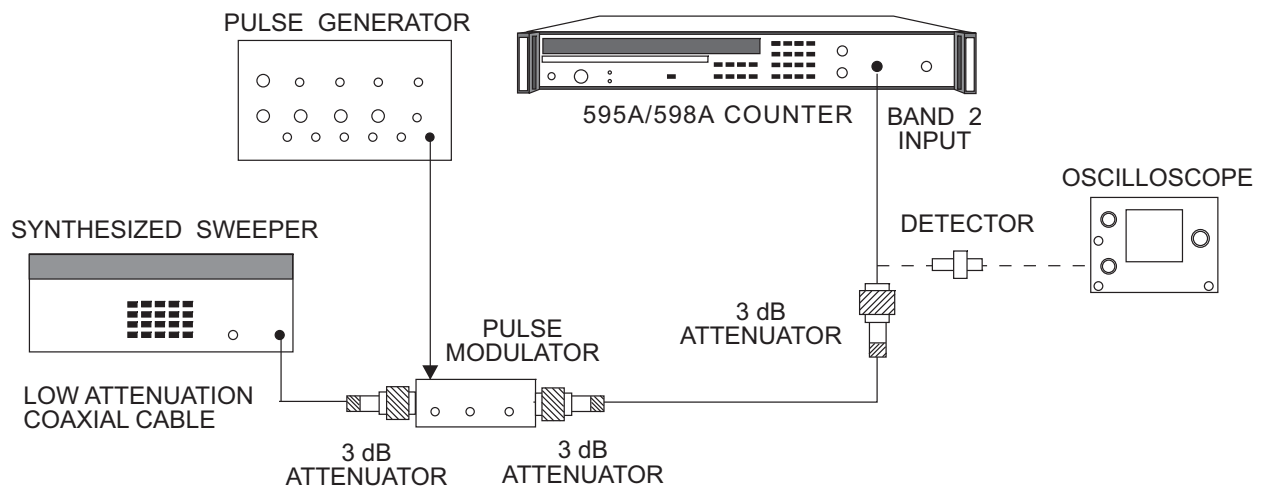 PULSE GENERATOR
595A/598A COUNTER
BAND 2
INPUT
OSCILLOSCOPE
DETECTOR
SYNTHESIZED SWEEPER
3 dB
ATTENUATOR
PULSE
MODULATOR
LOW ATTENUATION
COAXIAL CABLE
3 dB
ATTENUATOR
3 dB
ATTENUATOR